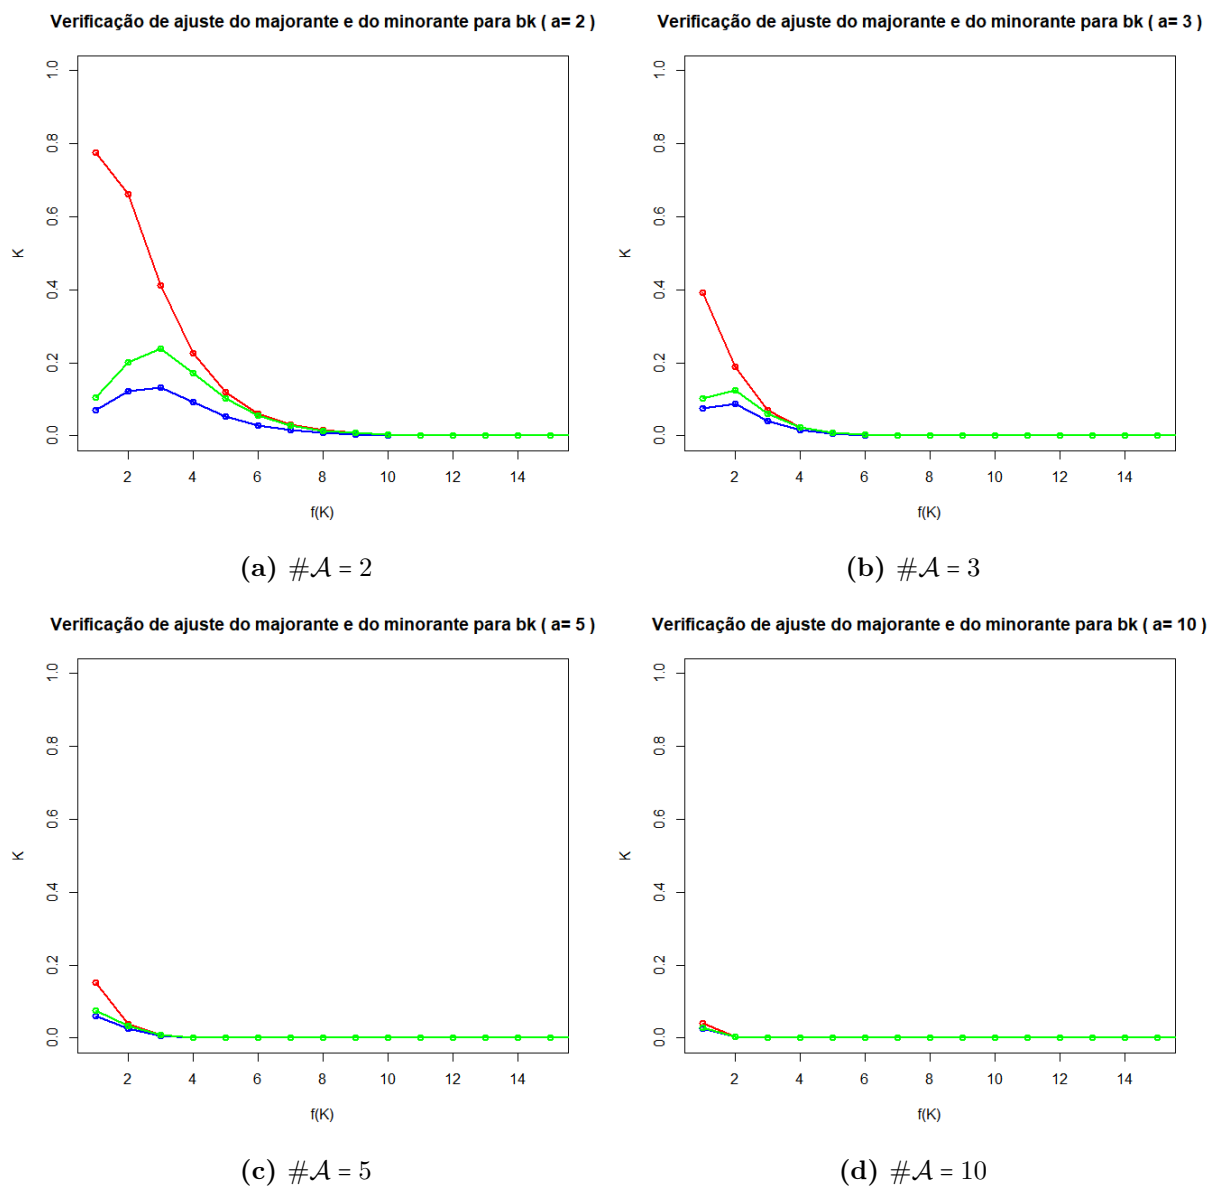 Verificação de ajuste do majorante e do minorante para bk ( a= 2 )
1.0
0.8
0.6
0.4
0.2
0.0
K
2 4 6 8 10 12 14
f(K)
(a) #𝒜 = 2
Verificação de ajuste do majorante e do minorante para bk ( a= 3 )
1.0
0.8
0.6
0.4
0.2
0.0
K
2 4 6 8 10 12 14
f(K)
(b) #𝒜 = 3
Verificação de ajuste do majorante e do minorante para bk ( a= 5 )
1.0
0.8
0.6
0.4
0.2
0.0
K
2 4 6 8 10 12 14
f(K)
(c) #𝒜 = 5
Verificação de ajuste do majorante e do minorante para bk ( a= 10 )
1.0
0.8
0.6
0.4
0.2
0.0
K
2 4 6 8 10 12 14
f(K)
(d) #𝒜 = 10